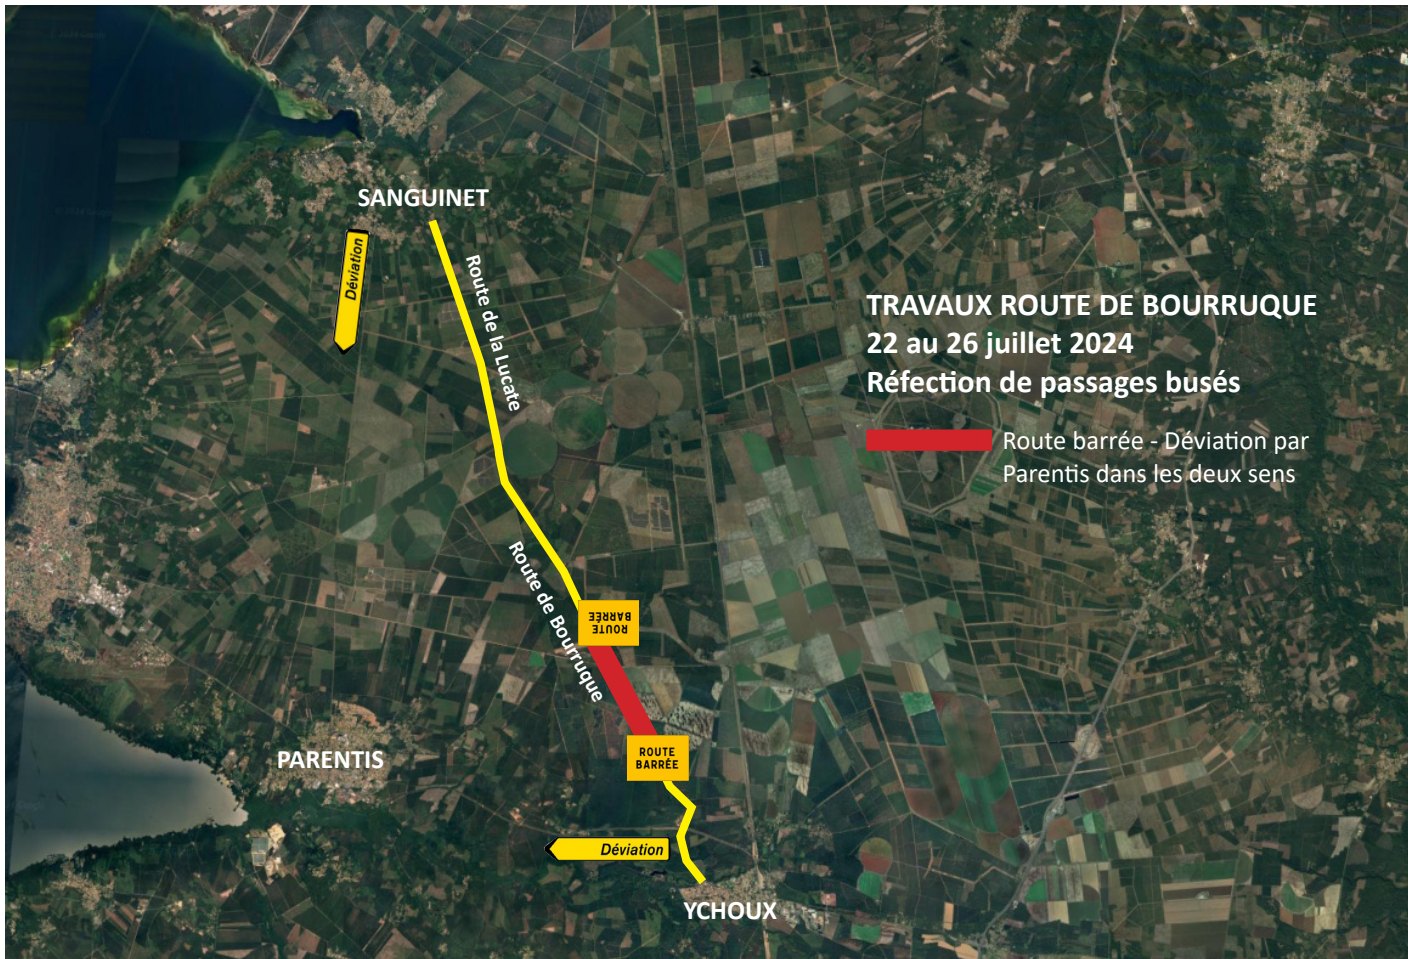 SANGUINET
Déviation
Route de la Lucate
TRAVAUX ROUTE DE BOURRUQUE
22 au 26 juillet 2024
Réfection de passages busés
Route barrée - Déviation par
Parentis dans les deux sens
Route de Bourruque
ROUTE
BARRÉE
PARENTIS
ROUTE
BARRÉE
Déviation
YCHOUX